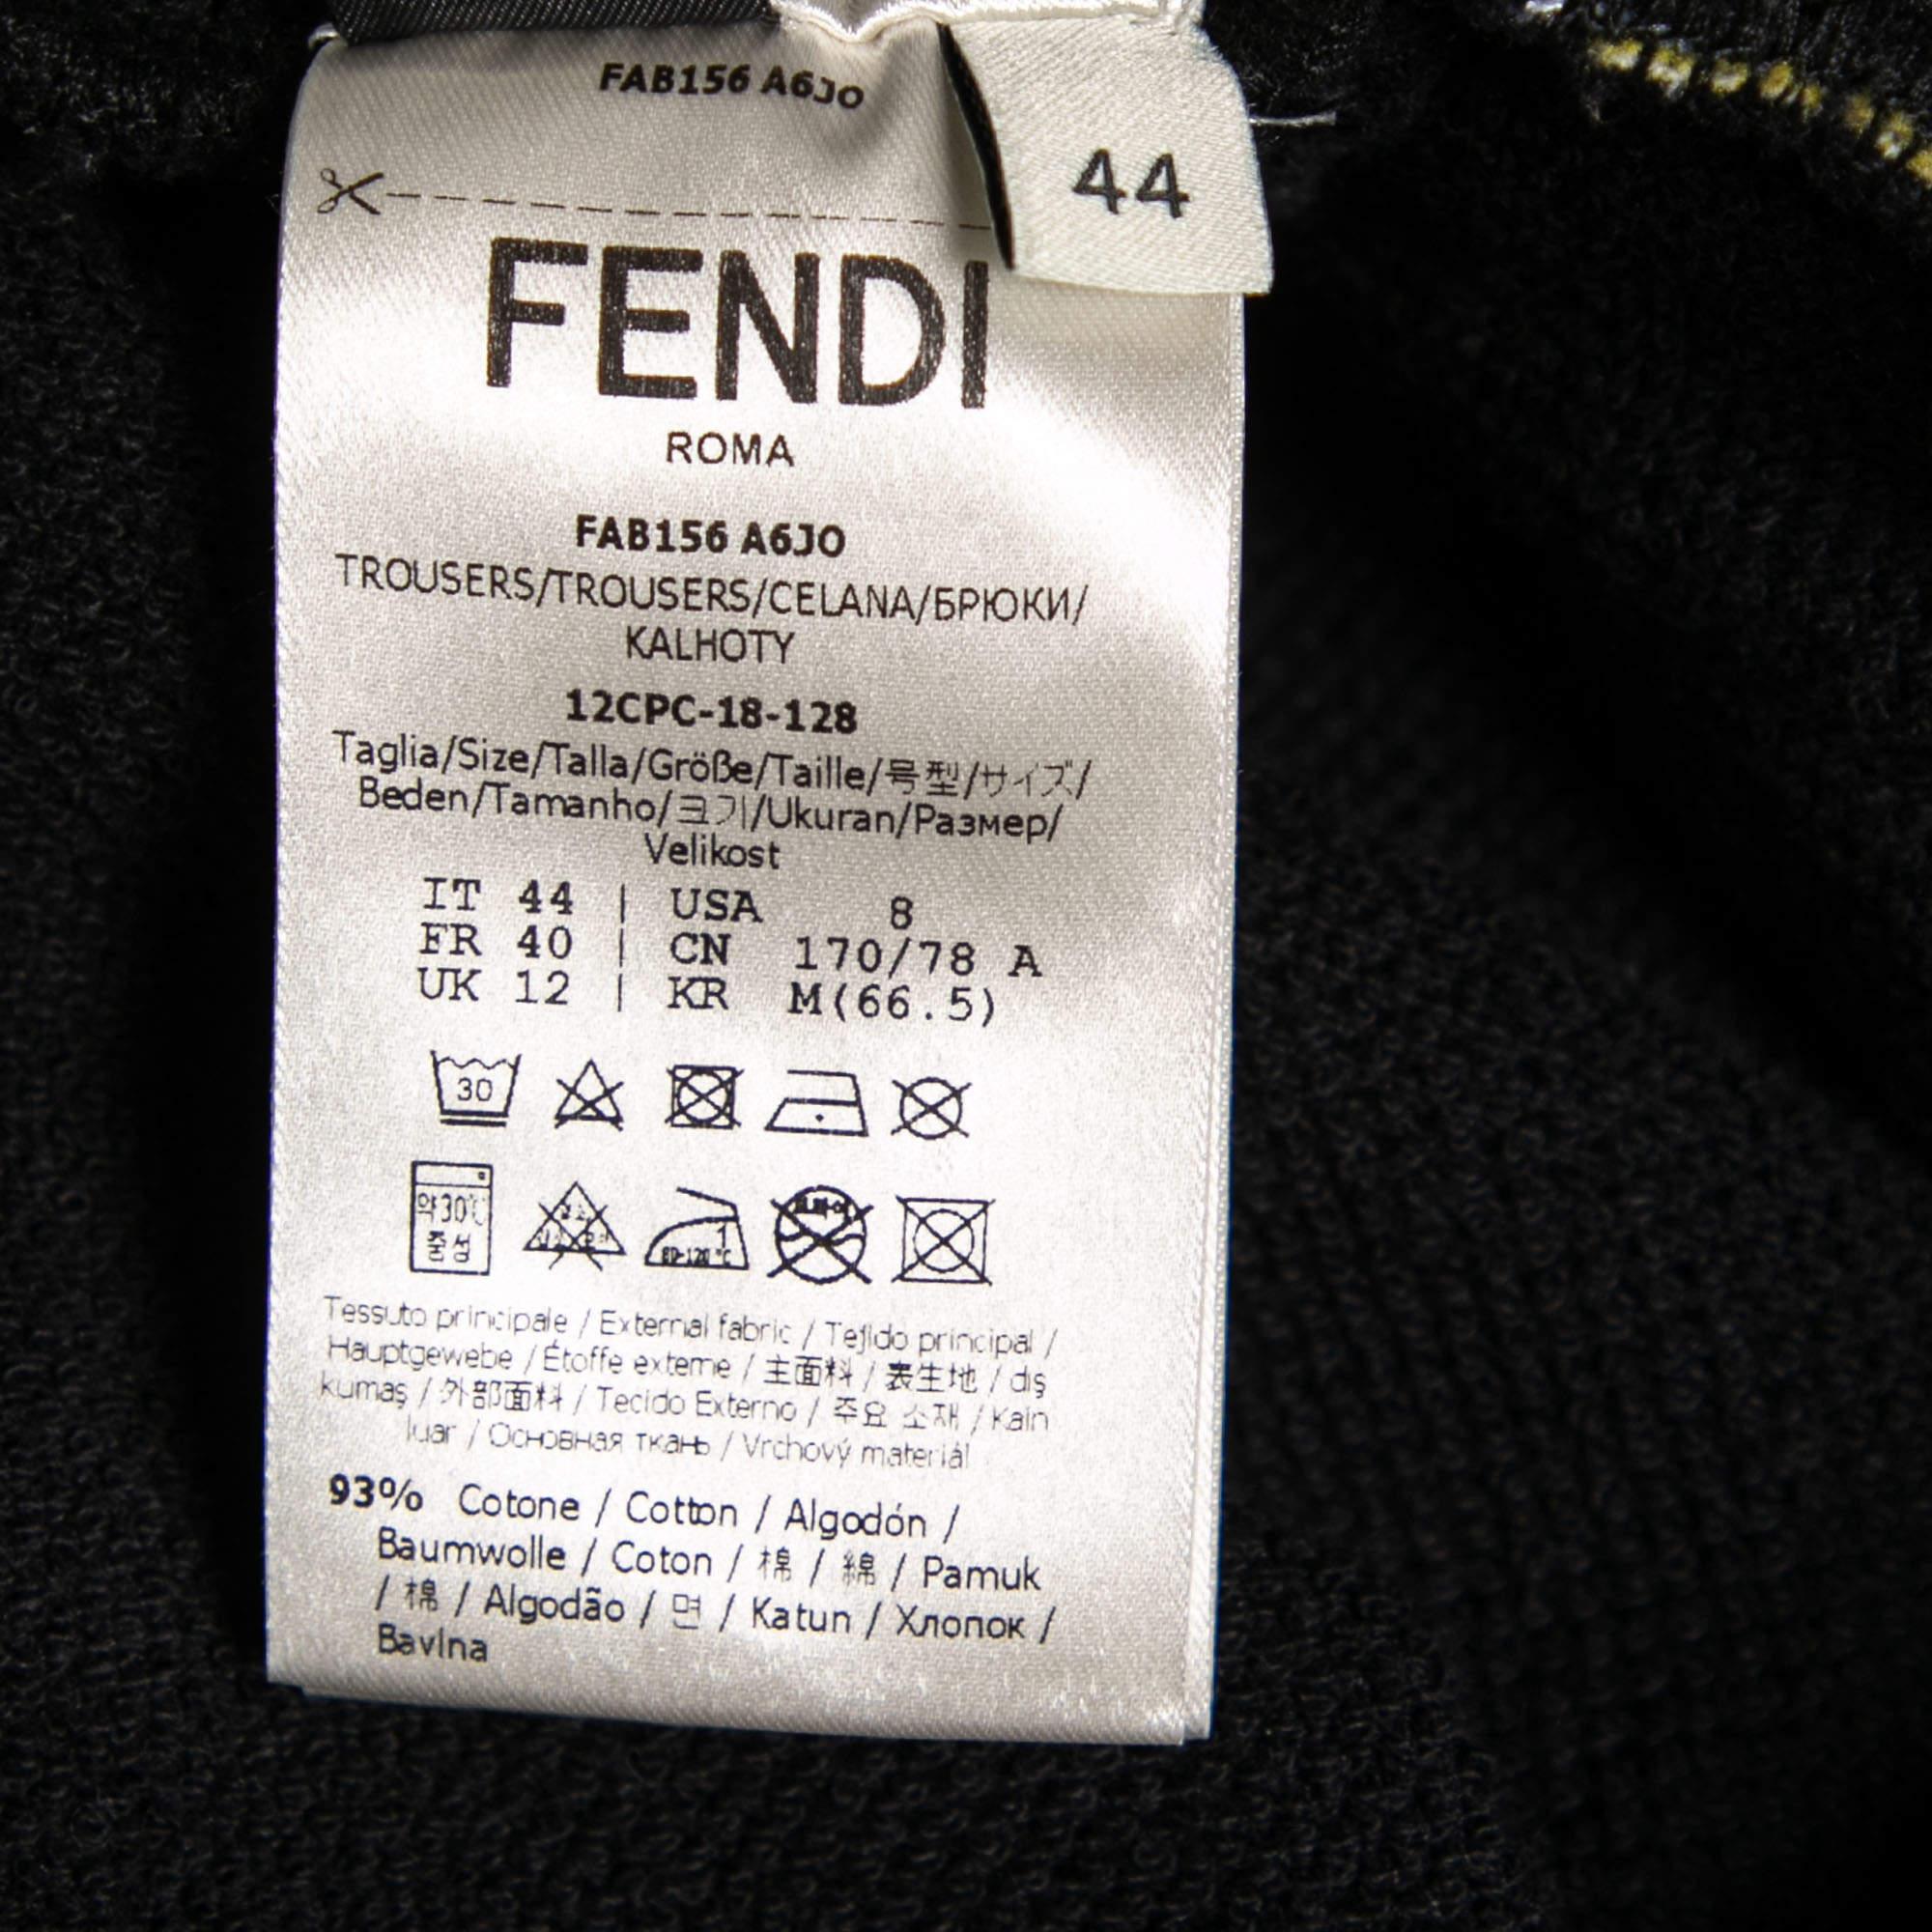 FAB156 A6JO
44
FENDI
ROMA
FAB156 A6JO
TROUSERS/TROUSERS/CELANA/БРЮКИ/
KALHOTY
12CPC-18-128
Taglia/Size/Talla/Größe/Taille/号型/サイズ/
Beden/Tamanho/크기/Ukuran/Размер/
Velikost
IT 44 | USA 8
FR 40 | CN 170/78 A
UK 12 | KR M(66.5)
30
약30℃
중성
1
80-120℃
Tessuto principale / External fabric / Tejido principal /
Hauptgewebe / Étoffe externe / 主面料 / 表生地 / dış
kumaş / 外部面料 / Tecido Externo / 주요 소재 / Kain
luar / Основная ткань / Vrchový materiál
93% Cotone / Cotton / Algodón /
Baumwolle / Coton / 棉 / 綿 / Pamuk
/ 棉 / Algodão / 면 / Katun / Хлопок /
Bavlna